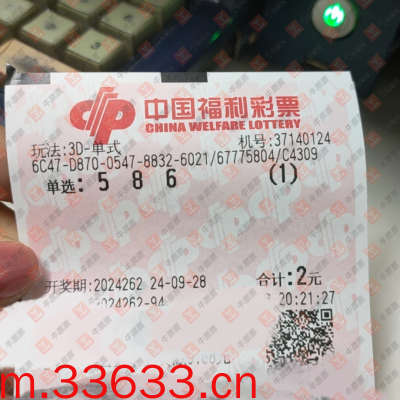 中国福利彩票
CHINA WELFARE LOTTERY
玩法:3D-单式 机号:37140124
6C47-D870-0547-8832-6021/67775804/C4309
单选: 5 8 6 (1)
开奖期:2024262 24-09-28 合计:2元
2024262-94 20:21:27
m.33633.cn